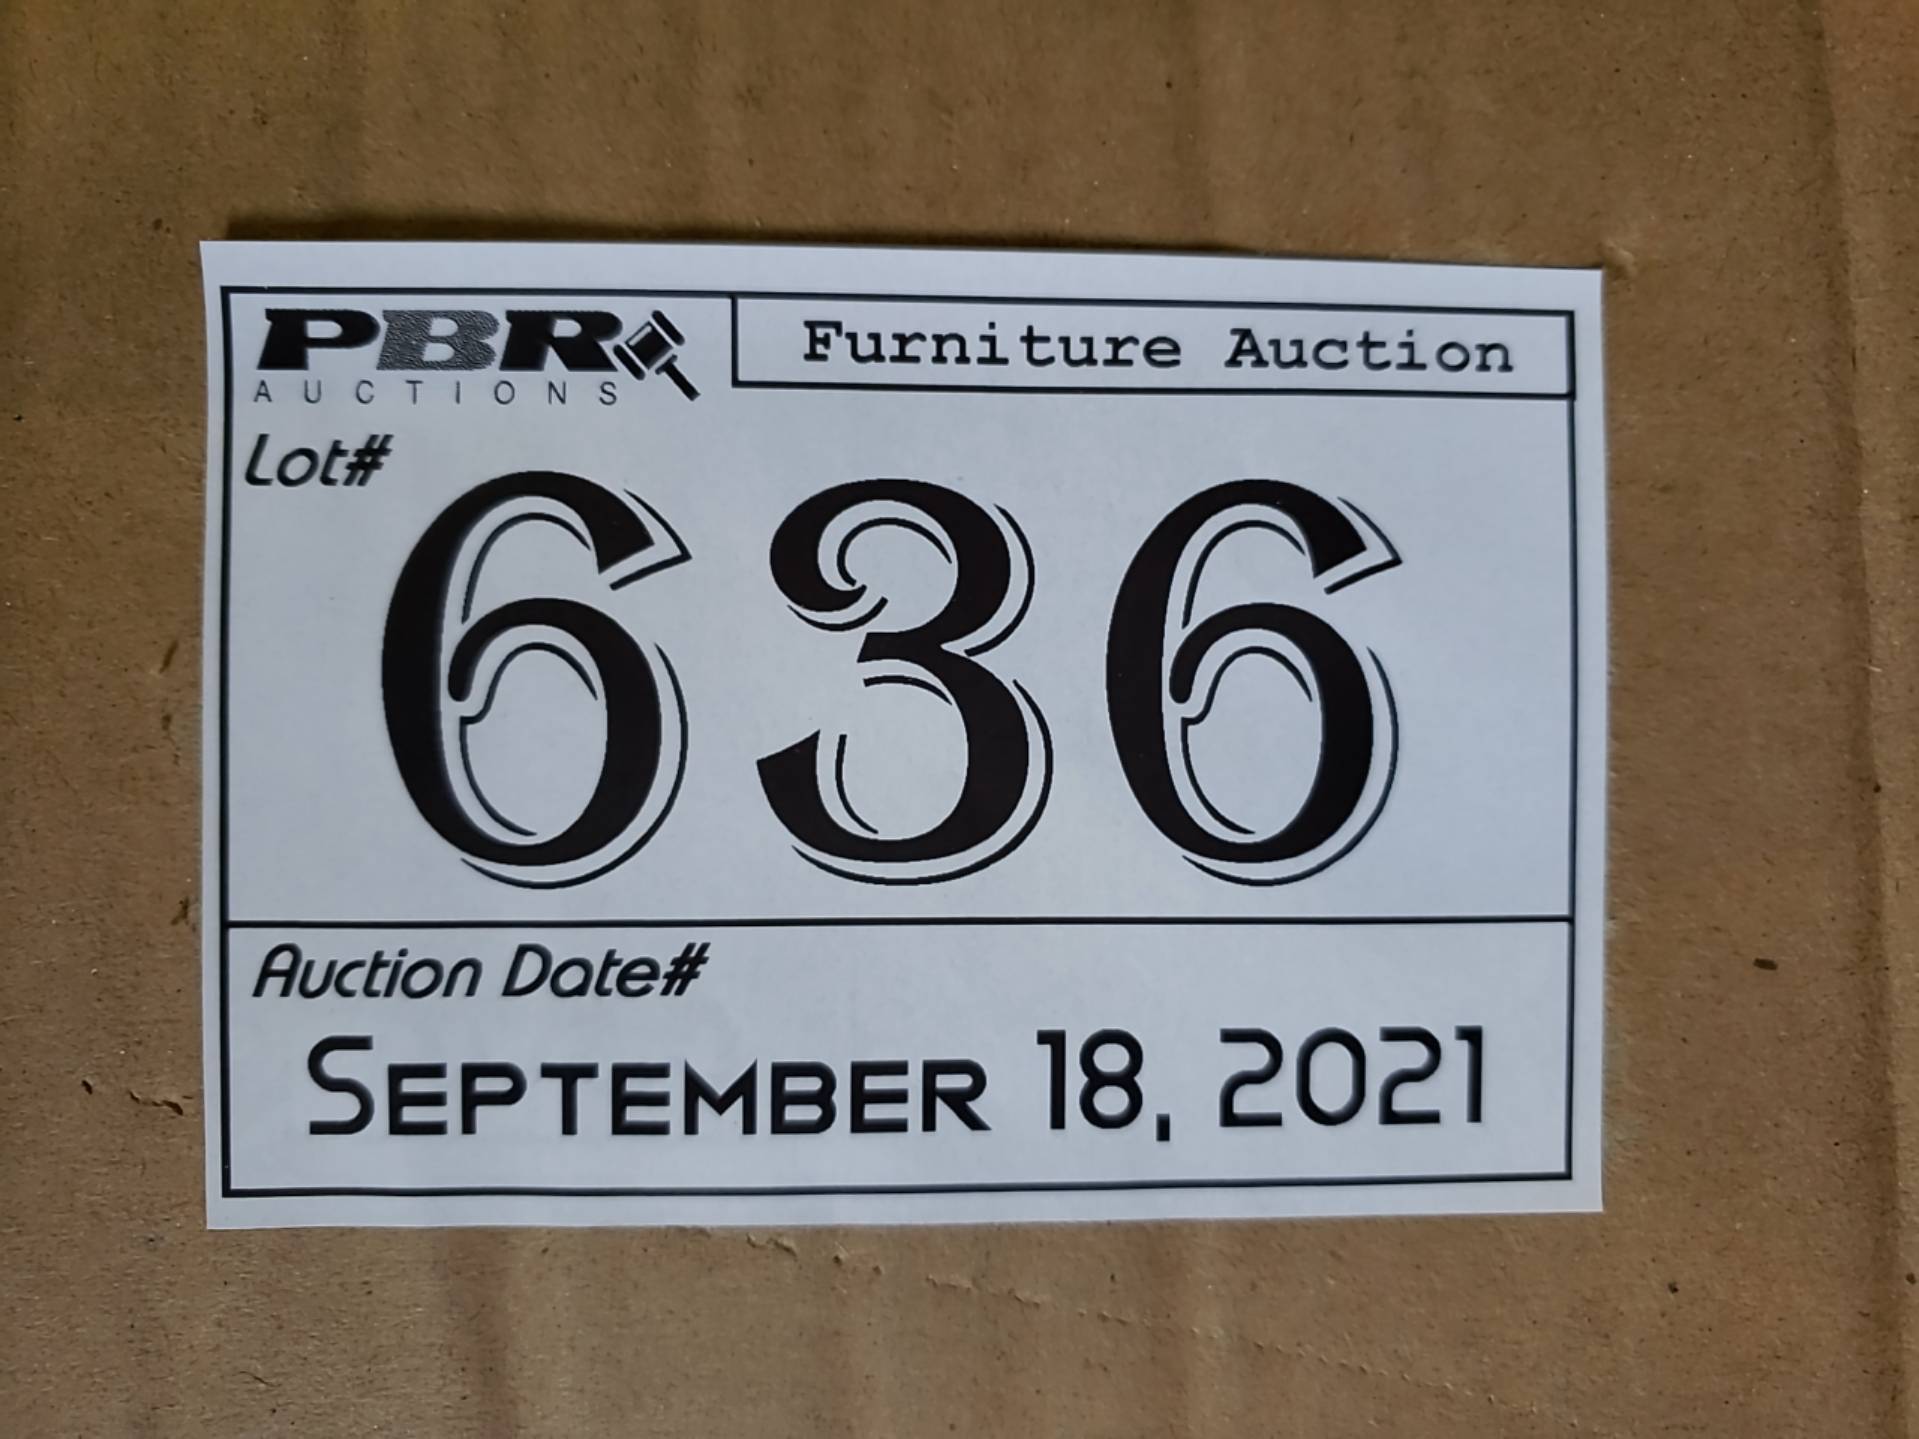 PBR
AUCTIONS
Furniture Auction
Lot#
636
Auction Date#
September 18, 2021